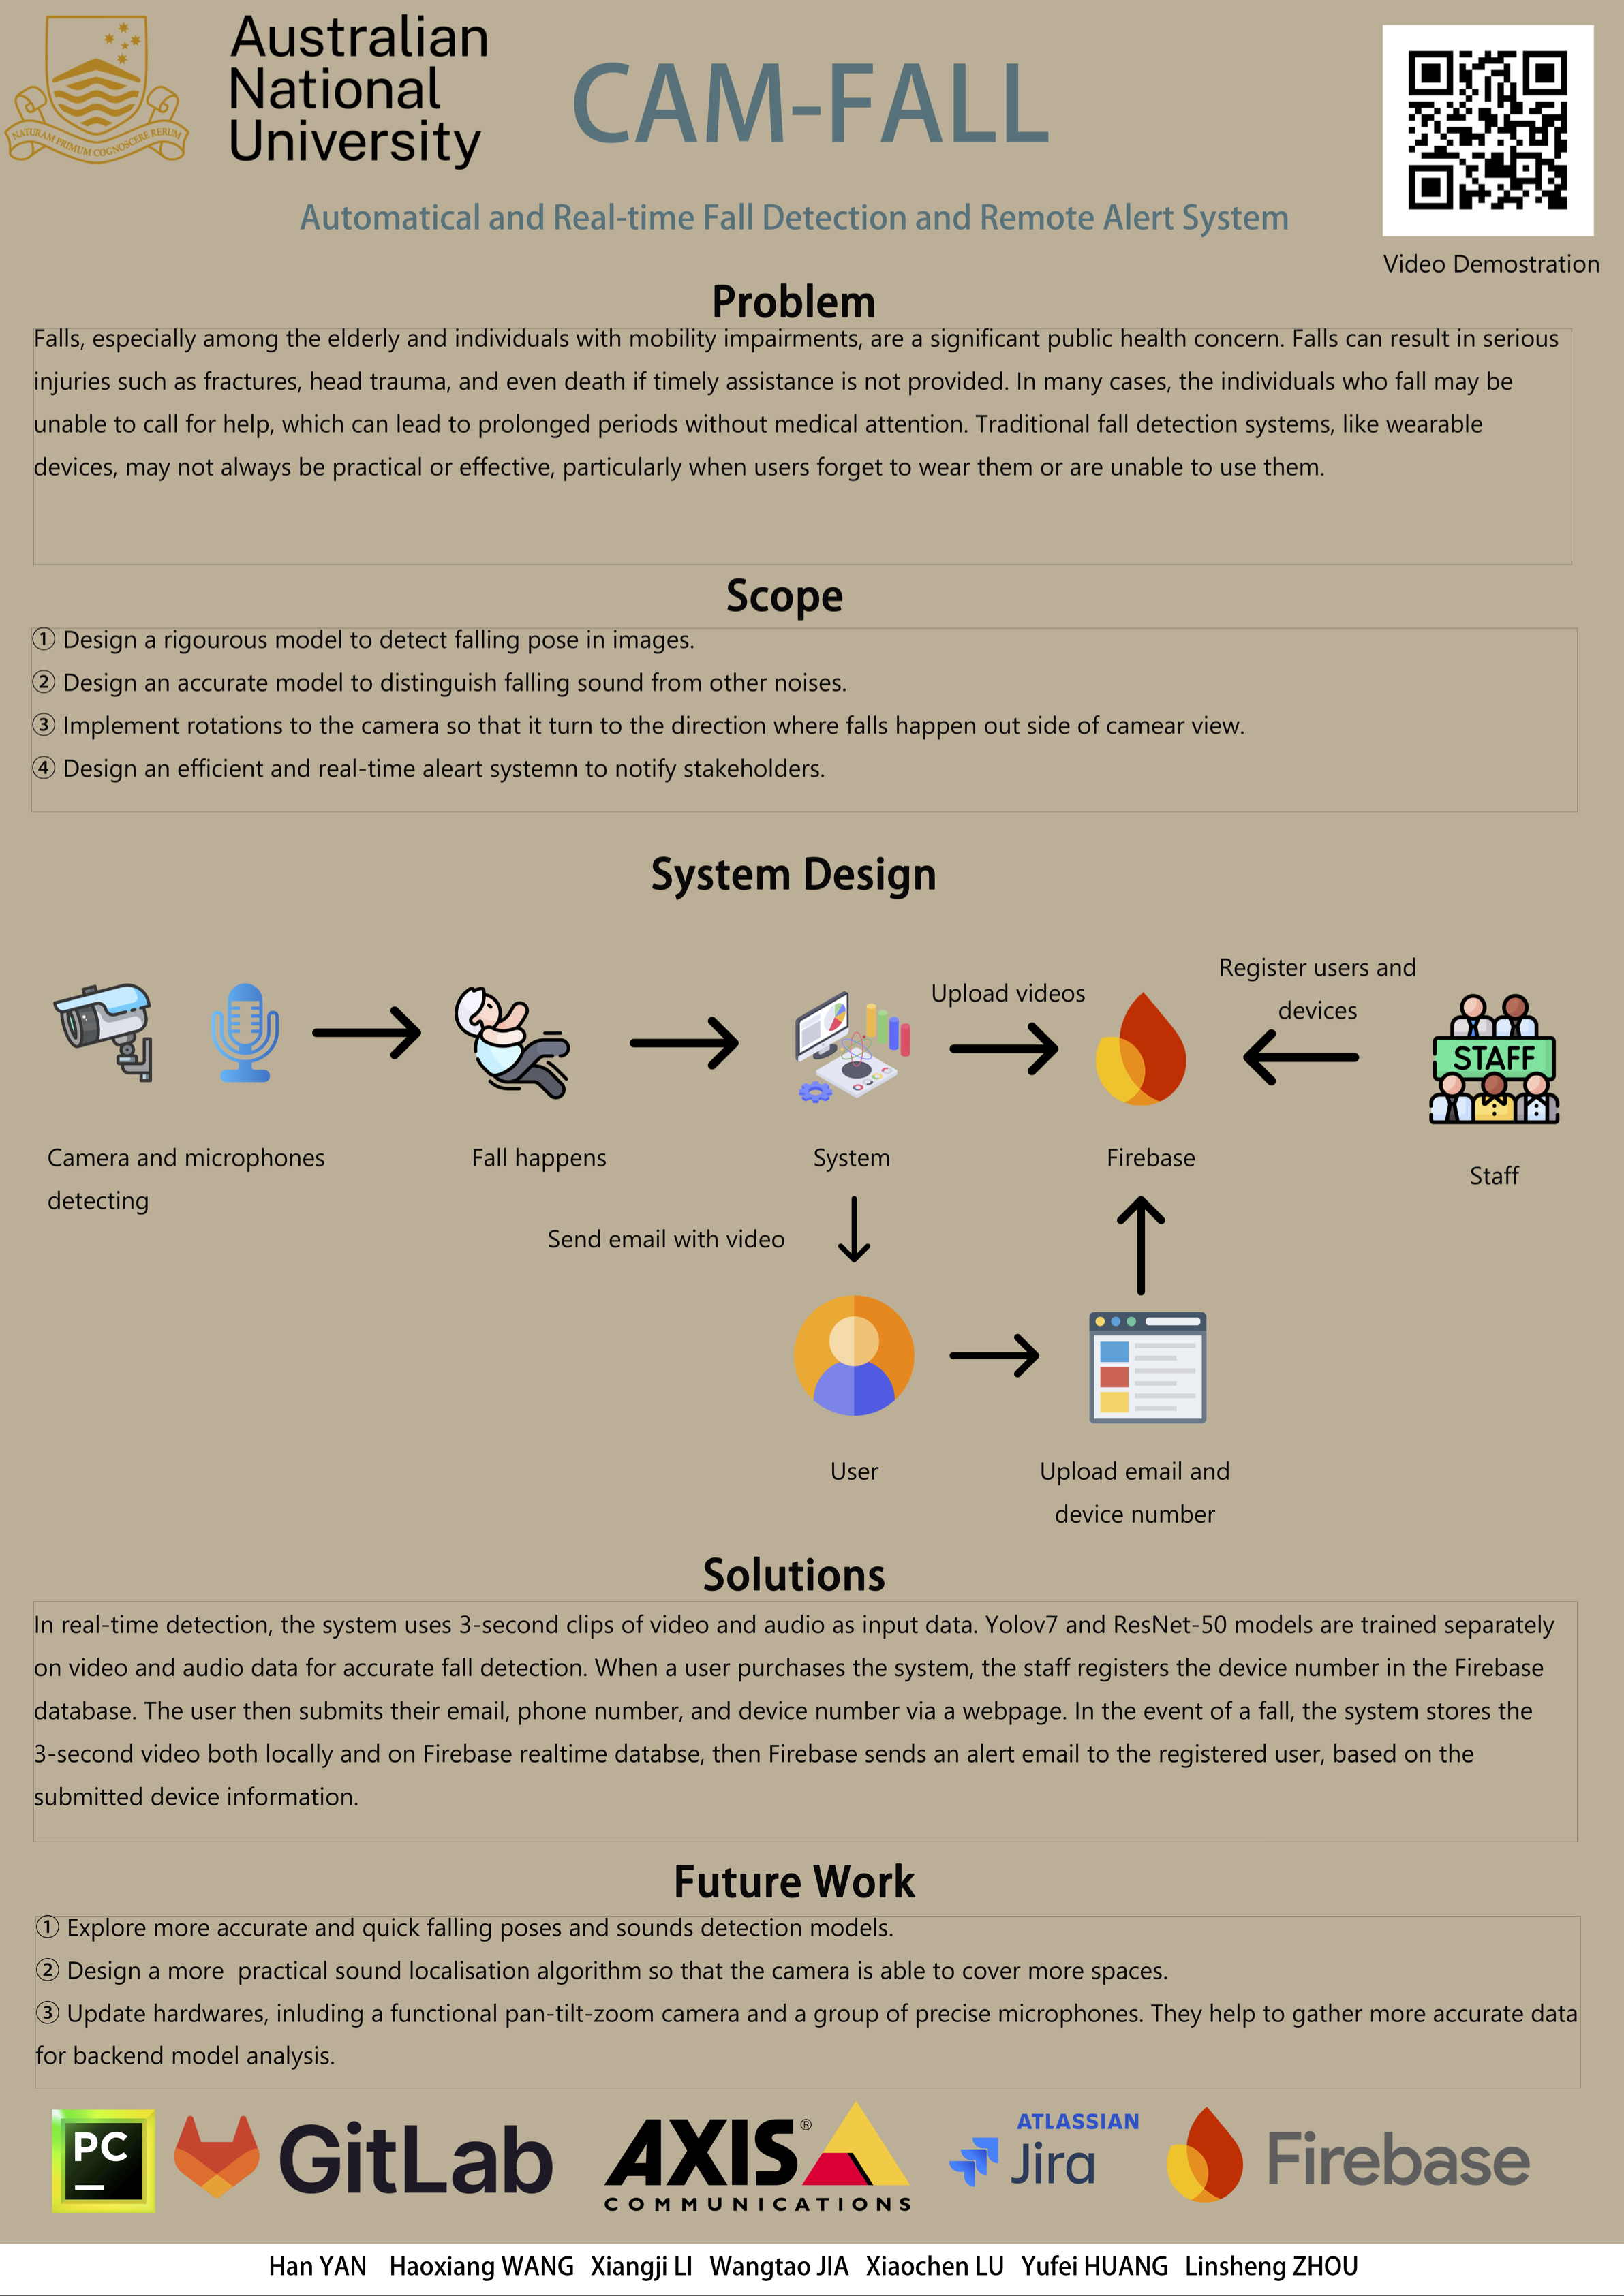 Australian
National
University
NATURAM PRIMUM COGNOSCERE RERUM
CAM-FALL
Automatical and Real-time Fall Detection and Remote Alert System
Video Demostration
Problem
Falls, especially among the elderly and individuals with mobility impairments, are a significant public health concern. Falls can result in serious
injuries such as fractures, head trauma, and even death if timely assistance is not provided. In many cases, the individuals who fall may be
unable to call for help, which can lead to prolonged periods without medical attention. Traditional fall detection systems, like wearable
devices, may not always be practical or effective, particularly when users forget to wear them or are unable to use them.
Scope
① Design a rigourous model to detect falling pose in images.
② Design an accurate model to distinguish falling sound from other noises.
③ Implement rotations to the camera so that it turn to the direction where falls happen out side of camear view.
④ Design an efficient and real-time aleart systemn to notify stakeholders.
System Design
Upload videos
Register users and
devices
STAFF
Camera and microphones
detecting
Fall happens
System
Firebase
Staff
Send email with video
User
Upload email and
device number
Solutions
In real-time detection, the system uses 3-second clips of video and audio as input data. Yolov7 and ResNet-50 models are trained separately
on video and audio data for accurate fall detection. When a user purchases the system, the staff registers the device number in the Firebase
database. The user then submits their email, phone number, and device number via a webpage. In the event of a fall, the system stores the
3-second video both locally and on Firebase realtime databse, then Firebase sends an alert email to the registered user, based on the
submitted device information.
Future Work
① Explore more accurate and quick falling poses and sounds detection models.
② Design a more  practical sound localisation algorithm so that the camera is able to cover more spaces.
③ Update hardwares, inluding a functional pan-tilt-zoom camera and a group of precise microphones. They help to gather more accurate data
for backend model analysis.
PC
GitLab
AXIS®
COMMUNICATIONS
ATLASSIAN
Jira
Firebase
Han YAN Haoxiang WANG Xiangji LI Wangtao JIA Xiaochen LU Yufei HUANG Linsheng ZHOU